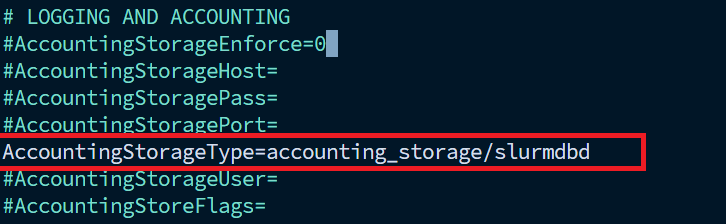 # LOGGING AND ACCOUNTING
#AccountingStorageEnforce=0
#AccountingStorageHost=
#AccountingStoragePass=
#AccountingStoragePort=
AccountingStorageType=accounting_storage/slurmdbd
#AccountingStorageUser=
#AccountingStoreFlags=